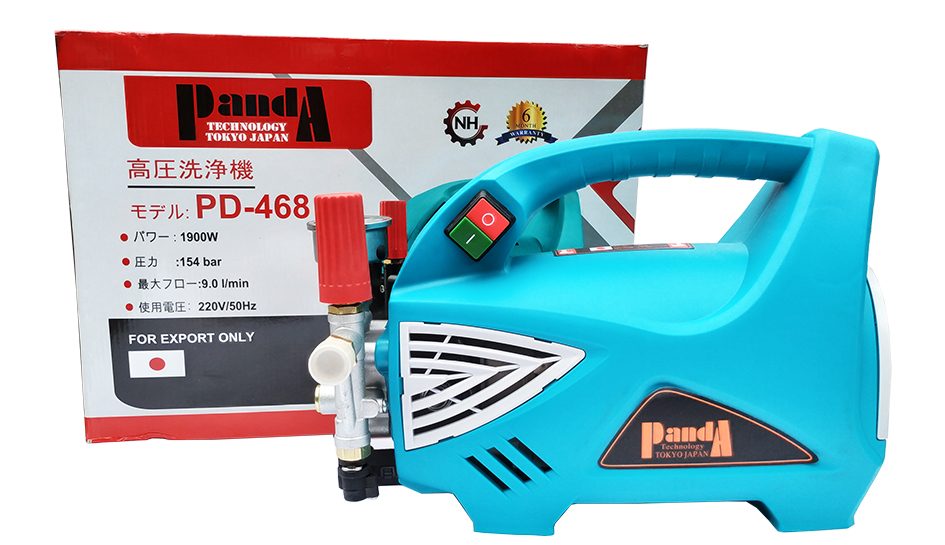 PandA
TECHNOLOGY
TOKYO JAPAN
NH
6
MONTH
WARRANTY
高圧洗浄機
モデル: PD-468
パワー : 1900W
圧力 :154 bar
最大フロー:9.0 l/min
使用電圧: 220V/50Hz
FOR EXPORT ONLY
PandA
Technology
TOKYO JAPAN